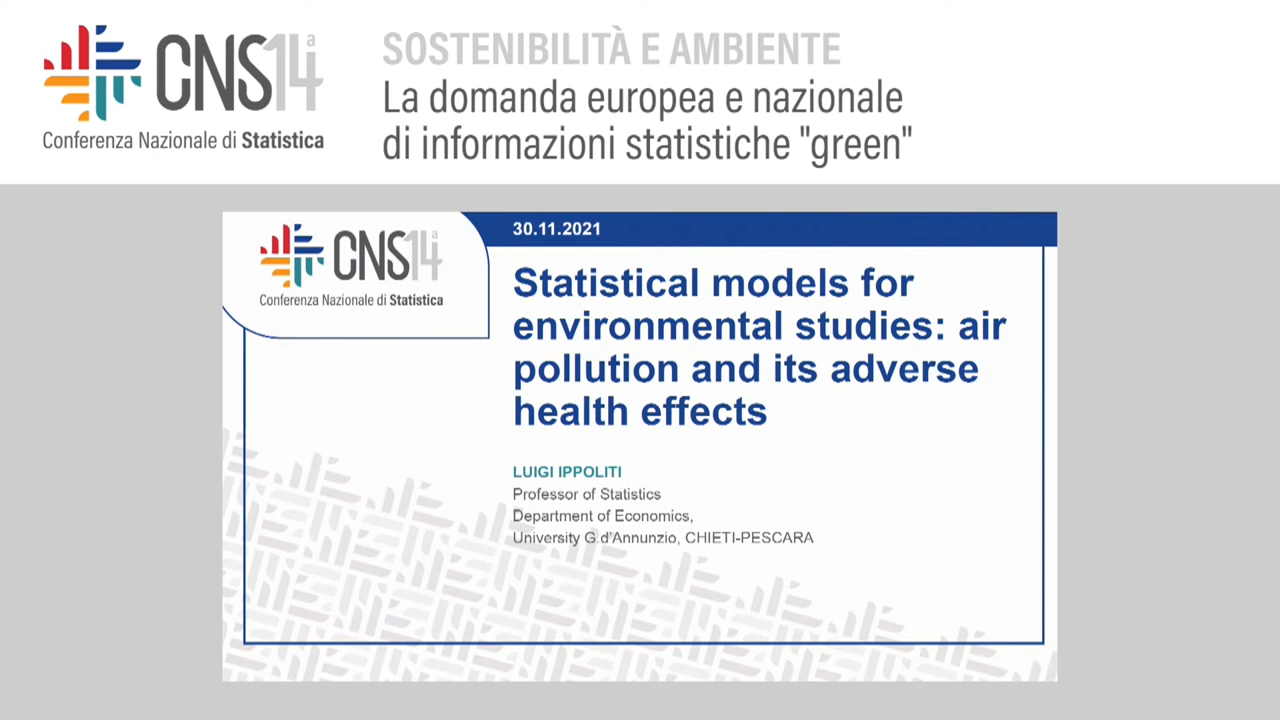 CNS14ª
Conferenza Nazionale di Statistica
SOSTENIBILITÀ E AMBIENTE
La domanda europea e nazionale
di informazioni statistiche "green"
CNS14ª
Conferenza Nazionale di Statistica
30.11.2021
Statistical models for
environmental studies: air
pollution and its adverse
health effects
LUIGI IPPOLITI
Professor of Statistics
Department of Economics,
University G.d'Annunzio, CHIETI-PESCARA